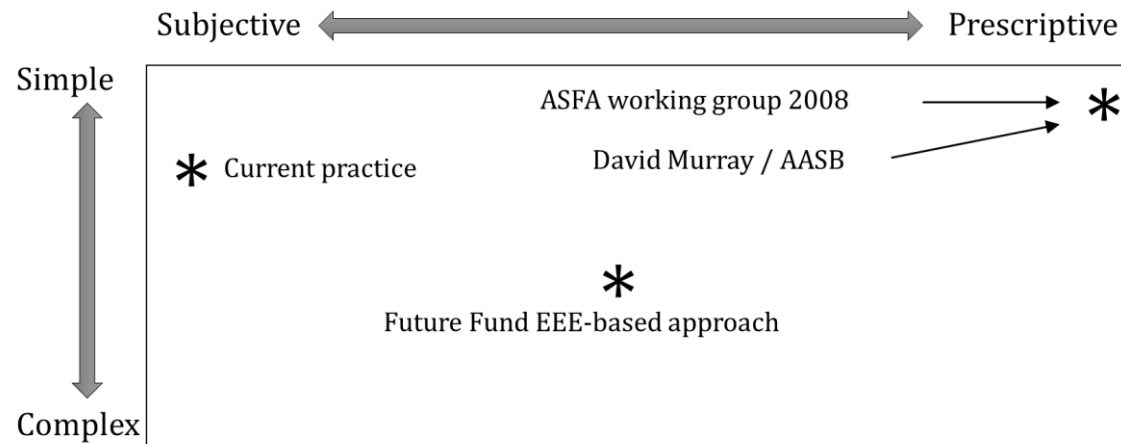 Subjective
Prescriptive
Simple
ASFA working group 2008
*
David Murray / AASB
* Current practice
*
Future Fund EEE-based approach
Complex